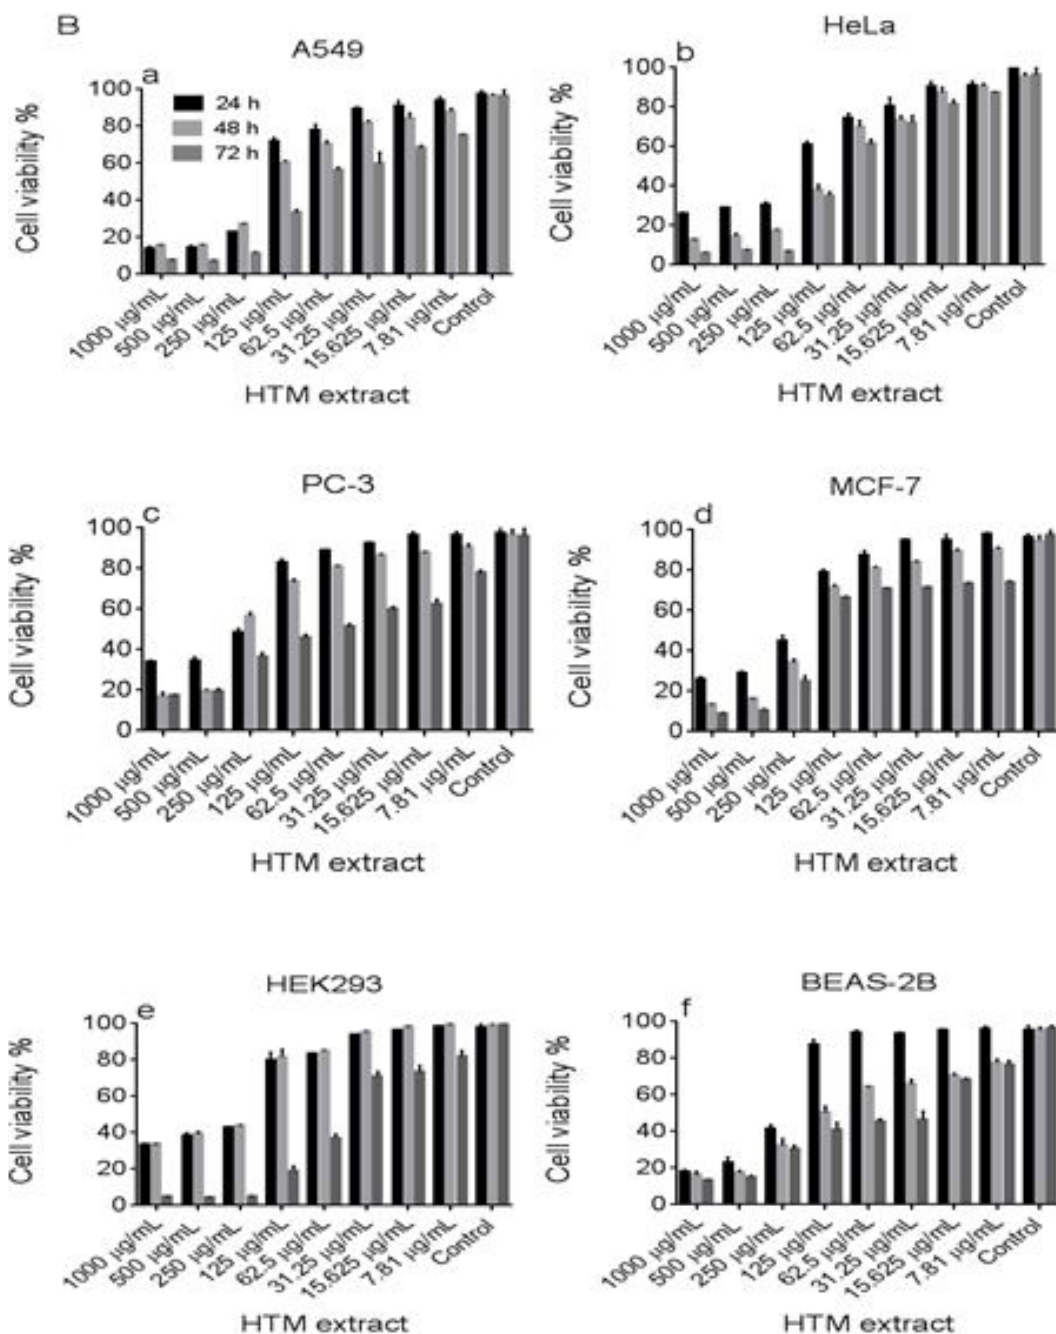 B
A549
a
24 h
48 h
72 h
Cell viability %
100
80
60
40
20
0
1000 µg/mL
500 µg/mL
250 µg/mL
125 µg/mL
62.5 µg/mL
31.25 µg/mL
15.625 µg/mL
7.81 µg/mL
Control
HTM extract
HeLa
b
Cell viability %
100
80
60
40
20
0
1000 µg/mL
500 µg/mL
250 µg/mL
125 µg/mL
62.5 µg/mL
31.25 µg/mL
15.625 µg/mL
7.81 µg/mL
Control
HTM extract
PC-3
c
Cell viability %
100
80
60
40
20
0
1000 µg/mL
500 µg/mL
250 µg/mL
125 µg/mL
62.5 µg/mL
31.25 µg/mL
15.625 µg/mL
7.81 µg/mL
Control
HTM extract
MCF-7
d
Cell viability %
100
80
60
40
20
0
1000 µg/mL
500 µg/mL
250 µg/mL
125 µg/mL
62.5 µg/mL
31.25 µg/mL
15.625 µg/mL
7.81 µg/mL
Control
HTM extract
HEK293
e
Cell viability %
100
80
60
40
20
0
1000 µg/mL
500 µg/mL
250 µg/mL
125 µg/mL
62.5 µg/mL
31.25 µg/mL
15.625 µg/mL
7.81 µg/mL
Control
HTM extract
BEAS-2B
f
Cell viability %
100
80
60
40
20
0
1000 µg/mL
500 µg/mL
250 µg/mL
125 µg/mL
62.5 µg/mL
31.25 µg/mL
15.625 µg/mL
7.81 µg/mL
Control
HTM extract